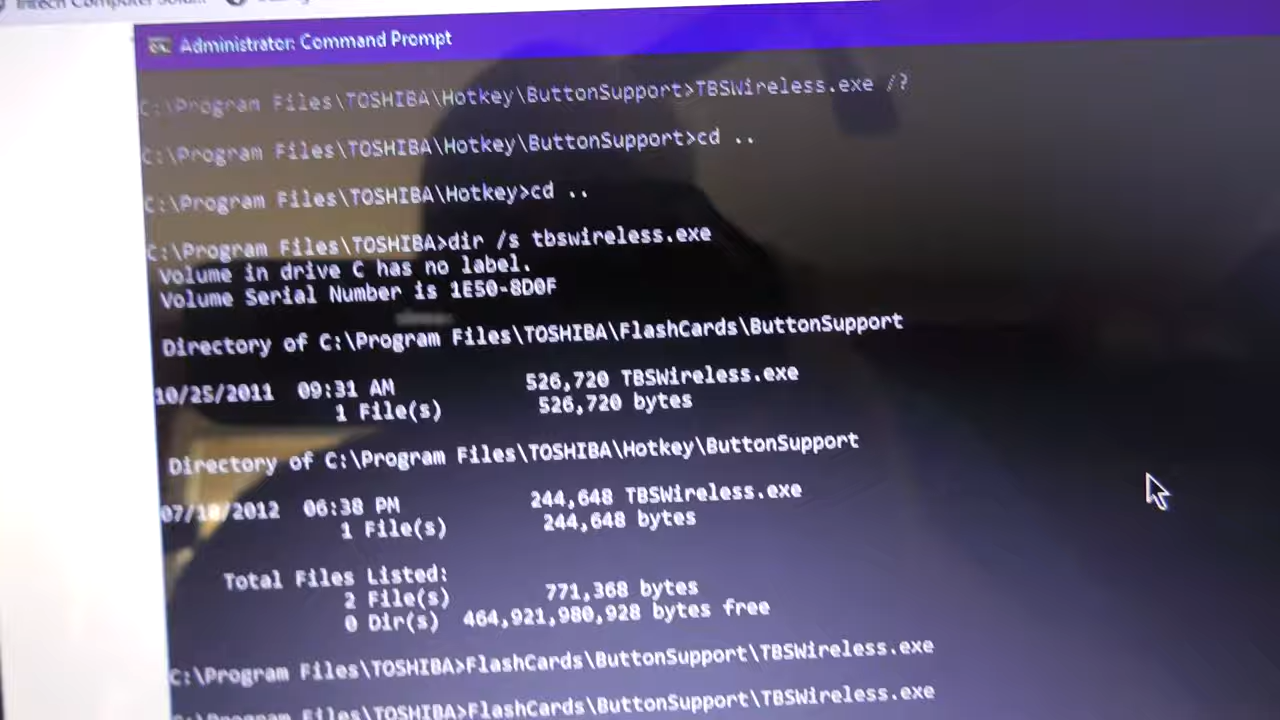 Administrator: Command Prompt
C:\Program Files\TOSHIBA\Hotkey\ButtonSupport>TBSWireless.exe /?
C:\Program Files\TOSHIBA\Hotkey\ButtonSupport>cd ..
C:\Program Files\TOSHIBA\Hotkey>cd ..
C:\Program Files\TOSHIBA>dir /s tbswireless.exe
Volume in drive C has no label.
Volume Serial Number is 1E50-8D0F
Directory of C:\Program Files\TOSHIBA\FlashCards\ButtonSupport
10/25/2011 09:31 AM 526,720 TBSWireless.exe
1 File(s) 526,720 bytes
Directory of C:\Program Files\TOSHIBA\Hotkey\ButtonSupport
06:38 PM 244,648 TBSWireless.exe
1 File(s) 244,648 bytes
Total Files Listed:
2 File(s) 771,368 bytes
0 Dir(s) 464,921,980,928 bytes free
C:\Program Files\TOSHIBA>FlashCards\ButtonSupport\TBSWireless.exe
C:\Program Files\TOSHIBA>FlashCards\ButtonSupport\TBSWireless.exe